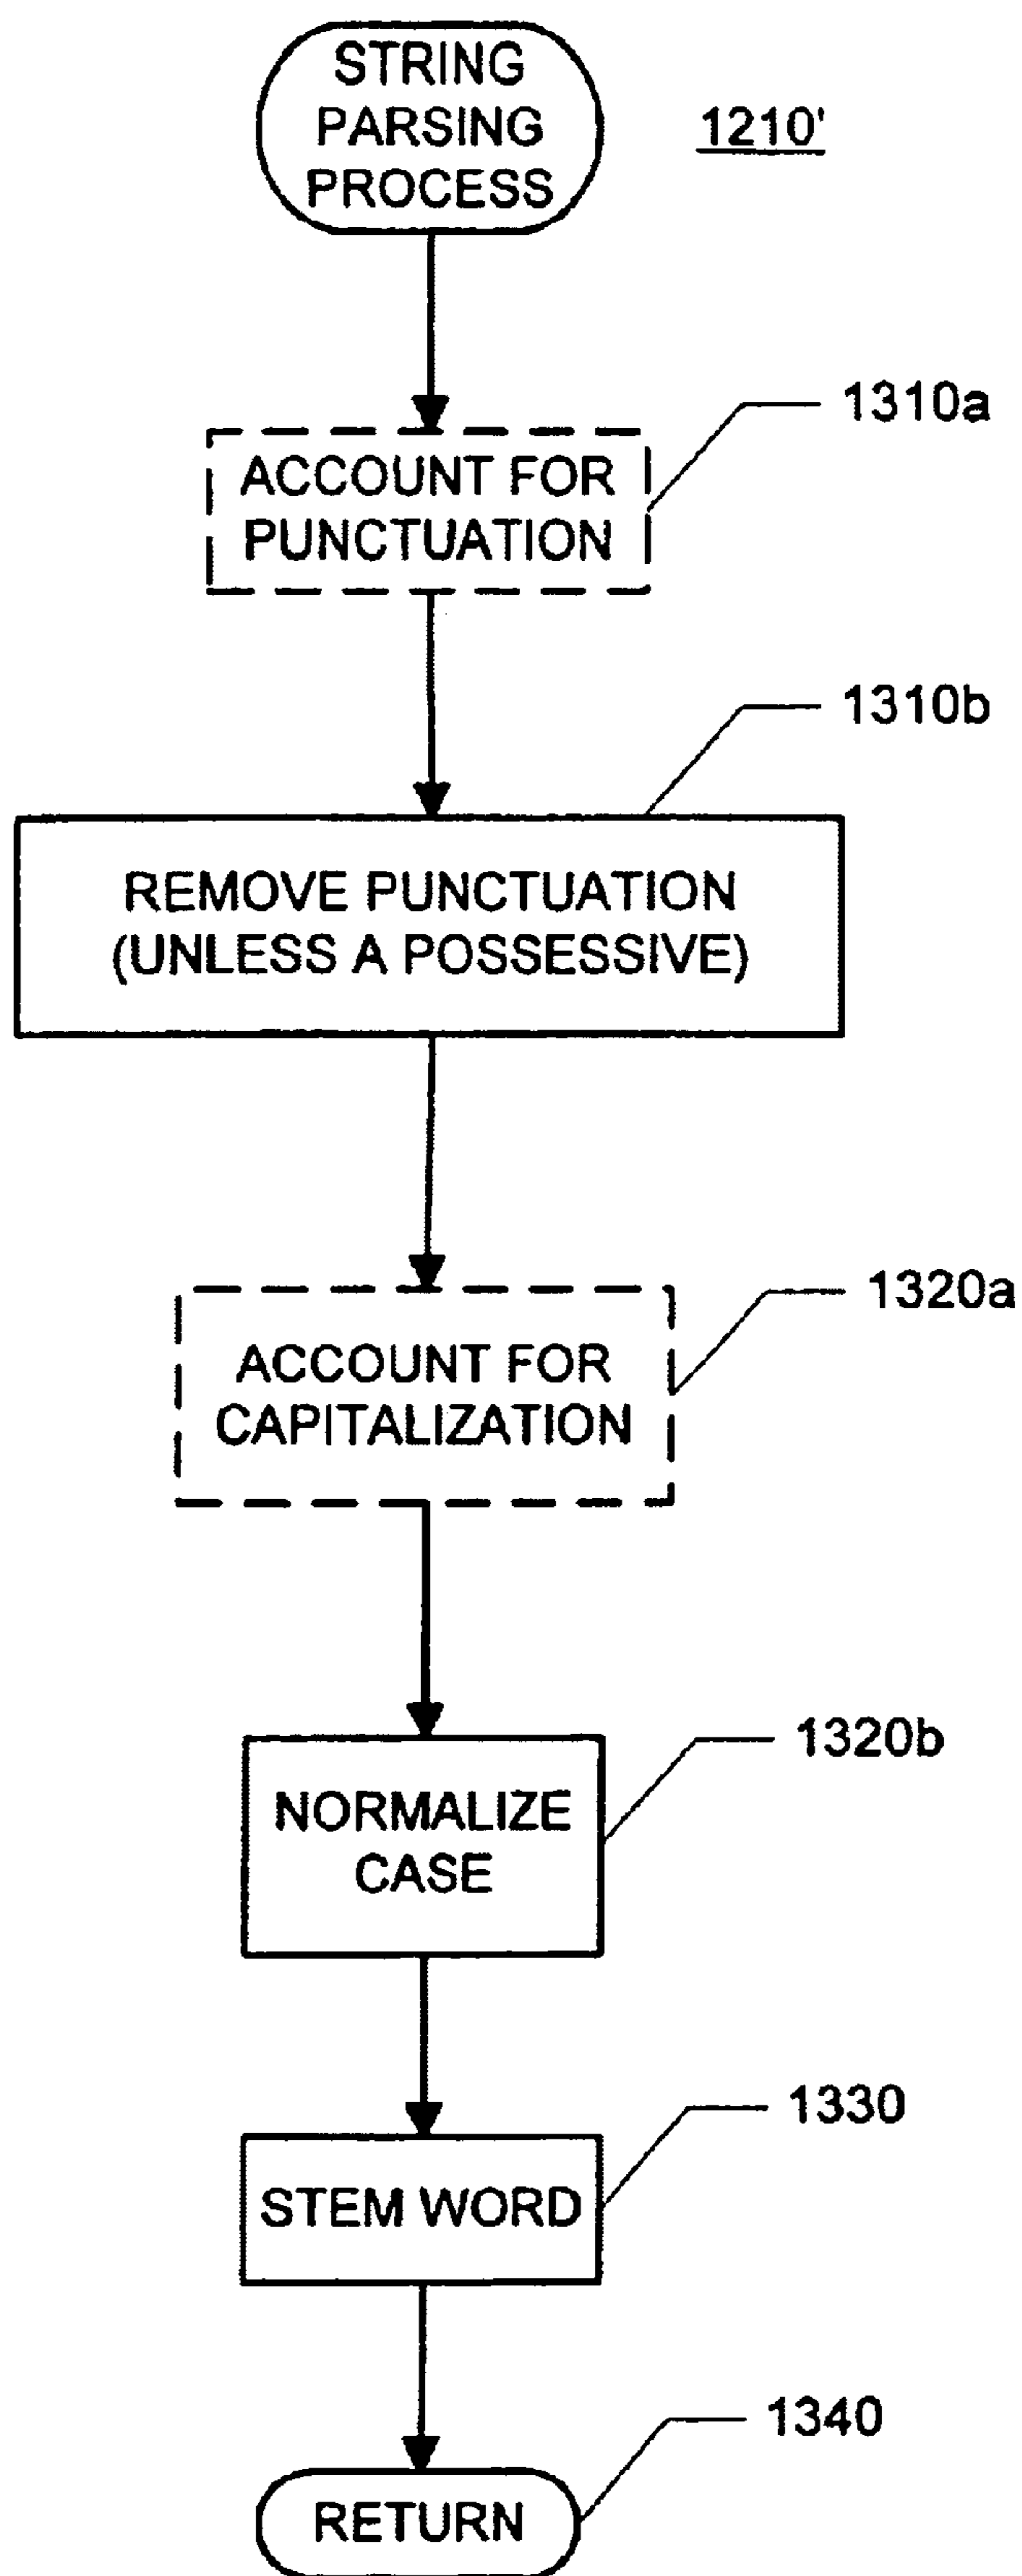 STRING
PARSING
PROCESS
1210'
1310a
ACCOUNT FOR
PUNCTUATION
1310b
REMOVE PUNCTUATION
(UNLESS A POSSESSIVE)
1320a
ACCOUNT FOR
CAPITALIZATION
1320b
NORMALIZE
CASE
1330
STEM WORD
1340
RETURN